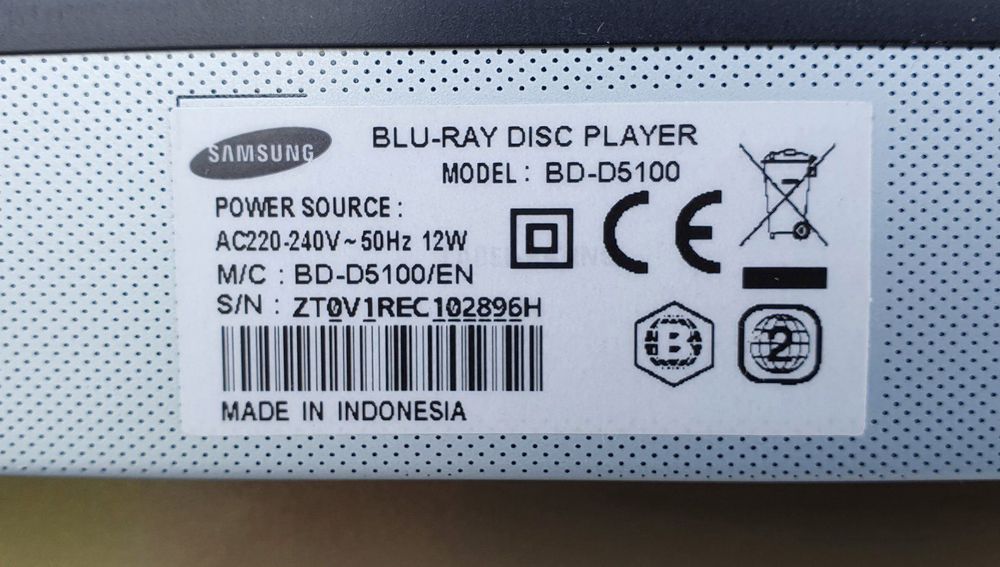 SAMSUNG
BLU-RAY DISC PLAYER
MODEL : BD-D5100
POWER SOURCE :
AC220-240V ~ 50Hz 12W
M/C : BD-D5100/EN
S/N : ZT0V1REC102896H
MADE IN INDONESIA
CE
B
2